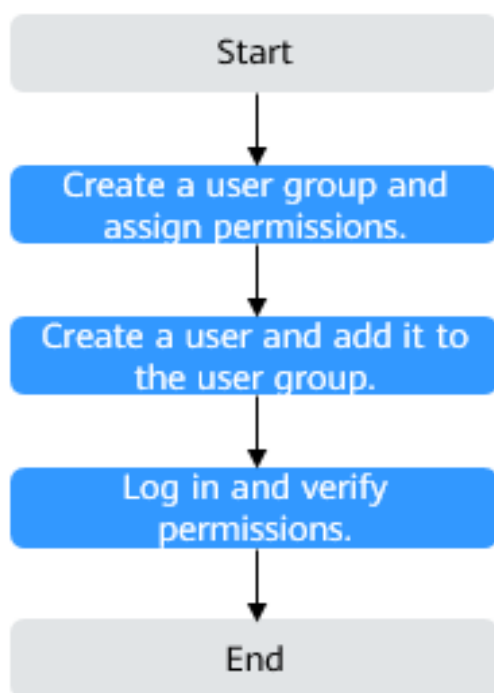 Start
Create a user group and
assign permissions.
Create a user and add it to
the user group.
Log in and verify
permissions.
End